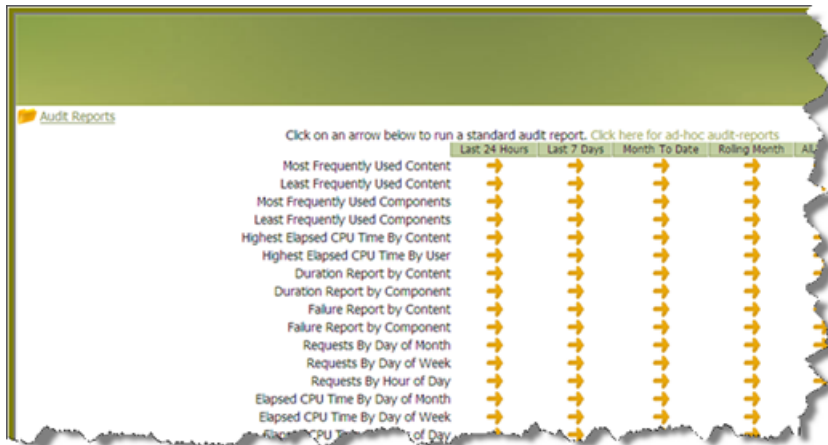 Audit Reports
Click on an arrow below to run a standard audit report. Click here for ad-hoc audit-reports
Last 24 Hours Last 7 Days Month To Date Rolling Month
Most Frequently Used Content
Least Frequently Used Content
Most Frequently Used Components
Least Frequently Used Components
Highest Elapsed CPU Time By Content
Highest Elapsed CPU Time By User
Duration Report by Content
Duration Report by Component
Failure Report by Content
Failure Report by Component
Requests By Day of Month
Requests By Day of Week
Requests By Hour of Day
Elapsed CPU Time By Day of Month
Elapsed CPU Time By Day of Week
CPU of Day